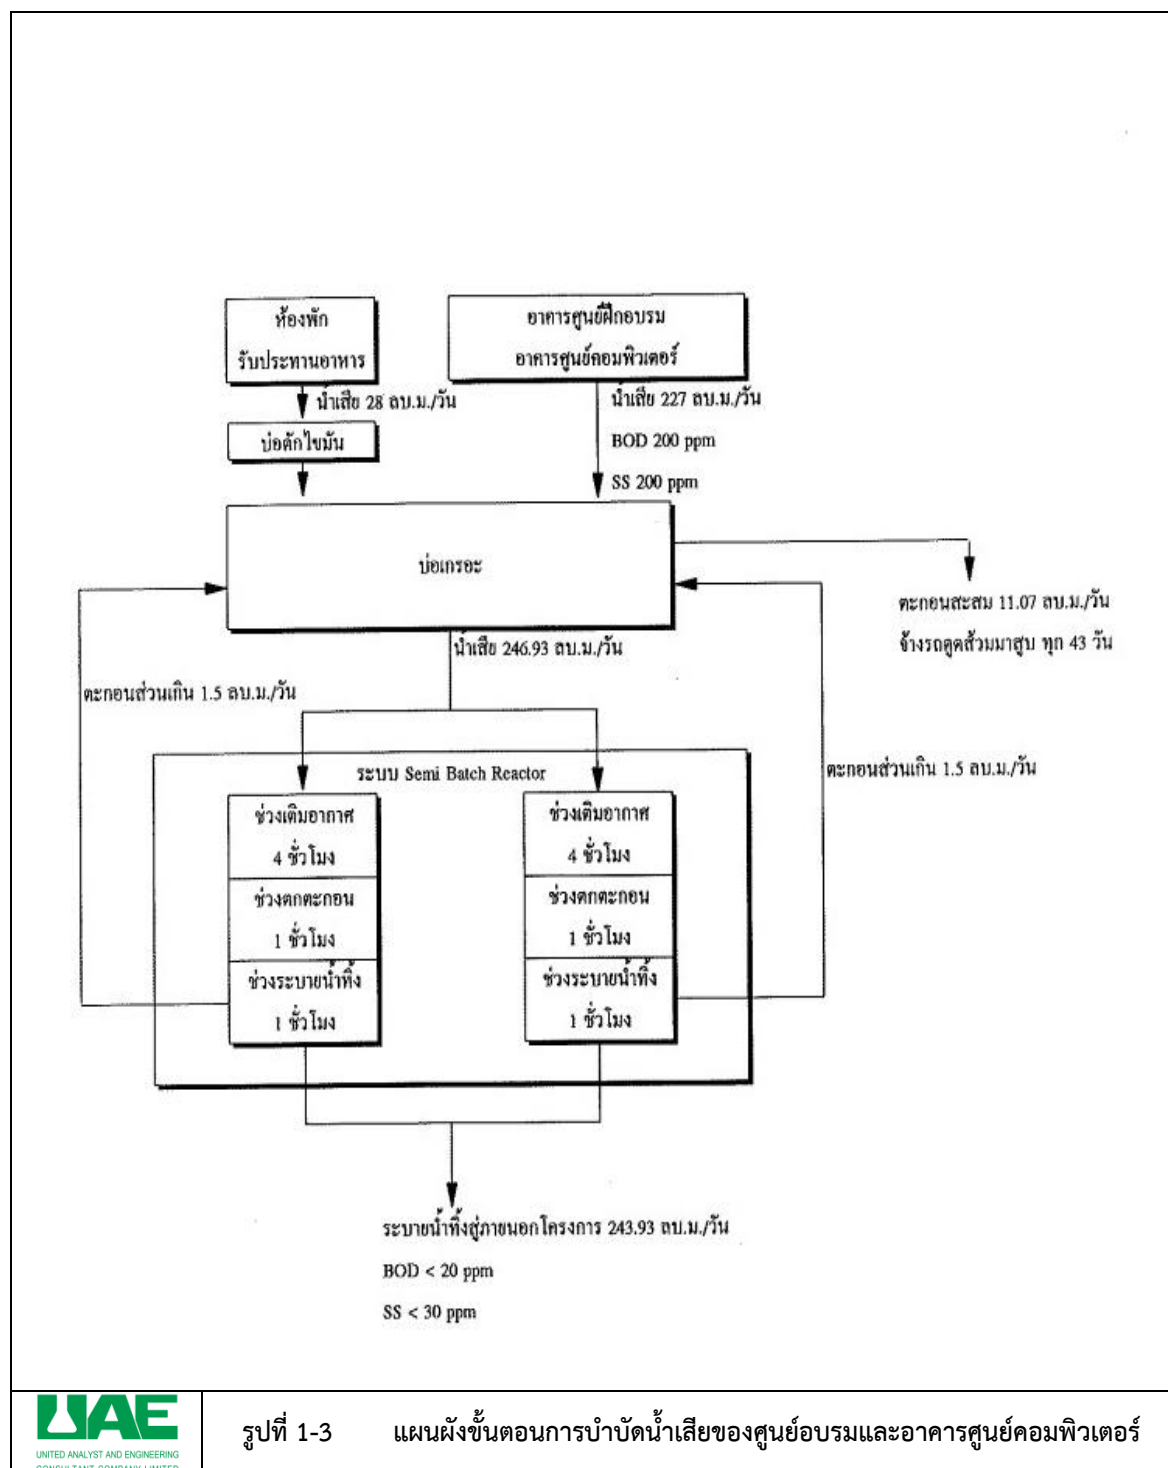 ห้องพัก
รับประทานอาหาร
อาคารศูนย์ฝึกอบรม
อาคารศูนย์คอมพิวเตอร์
น้ำเสีย 28 ลบ.ม./วัน
น้ำเสีย 227 ลบ.ม./วัน
BOD 200 ppm
SS 200 ppm
บ่อดักไขมัน
บ่อเกรอะ
ตะกอนสะสม 11.07 ลบ.ม./วัน
จ้างรถดูดส้วมมาสูบ ทุก 43 วัน
น้ำเสีย 246.93 ลบ.ม./วัน
ตะกอนส่วนเกิน 1.5 ลบ.ม./วัน
ตะกอนส่วนเกิน 1.5 ลบ.ม./วัน
ระบบ Semi Batch Reactor
ช่วงเติมอากาศ
4 ชั่วโมง
ช่วงตกตะกอน
1 ชั่วโมง
ช่วงระบายน้ำทิ้ง
1 ชั่วโมง
ช่วงเติมอากาศ
4 ชั่วโมง
ช่วงตกตะกอน
1 ชั่วโมง
ช่วงระบายน้ำทิ้ง
1 ชั่วโมง
ระบายน้ำทิ้งสู่ภายนอกโครงการ 243.93 ลบ.ม./วัน
BOD < 20 ppm
SS < 30 ppm
UAE
UNITED ANALYST AND ENGINEERING
CONSULTANT COMPANY LIMITED
รูปที่ 1-3 แผนผังขั้นตอนการบำบัดน้ำเสียของศูนย์อบรมและอาคารศูนย์คอมพิวเตอร์